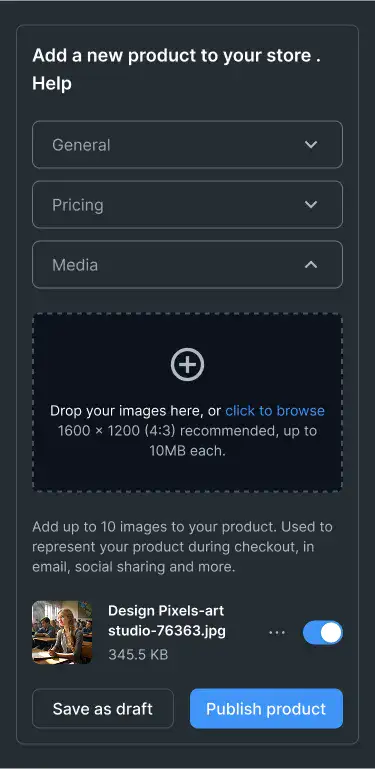 Add a new product to your store .
Help
General
Pricing
Media
Drop your images here, or click to browse
1600 × 1200 (4:3) recommended, up to
10MB each.
Add up to 10 images to your product. Used to
represent your product during checkout, in
email, social sharing and more.
Design Pixels-art
studio-76363.jpg
345.5 KB
Save as draft
Publish product